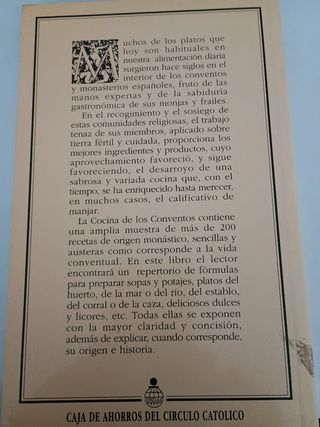 Muchos de los platos que
hoy son habituales en
nuestra alimentación diaria
surgieron hace siglos en el
interior de los conventos
y monasterios españoles, fruto de las
manos expertas y de la sabiduría
gastronómica de sus monjas y frailes.
En el recogimiento y el sosiego de
estas comunidades religiosas, el trabajo
tenaz de sus miembros, aplicado sobre
tierra fértil y cuidada, proporciona los
mejores ingredientes y productos, cuyo
aprovechamiento favoreció, y sigue
favoreciendo, el desarroyo de una
sabrosa y variada cocina que, con el
tiempo, se ha enriquecido hasta merecer,
en muchos casos, el calificativo de
manjar.
La Cocina de los Conventos contiene
una amplia muestra de más de 200
recetas de origen monástico, sencillas y
austeras como corresponde a la vida
conventual. En este libro el lector
encontrará un repertorio de fórmulas
para preparar sopas y potajes, platos del
huerto, de la mar o del río, del establo,
del corral o de la caza, deliciosos dulces
y licores, etc. Todas ellas se exponen
con la mayor claridad y concisión,
además de explicar, cuando corresponde,
su origen e historia.
CAJA DE AHORROS DEL CIRCULO CATOLICO